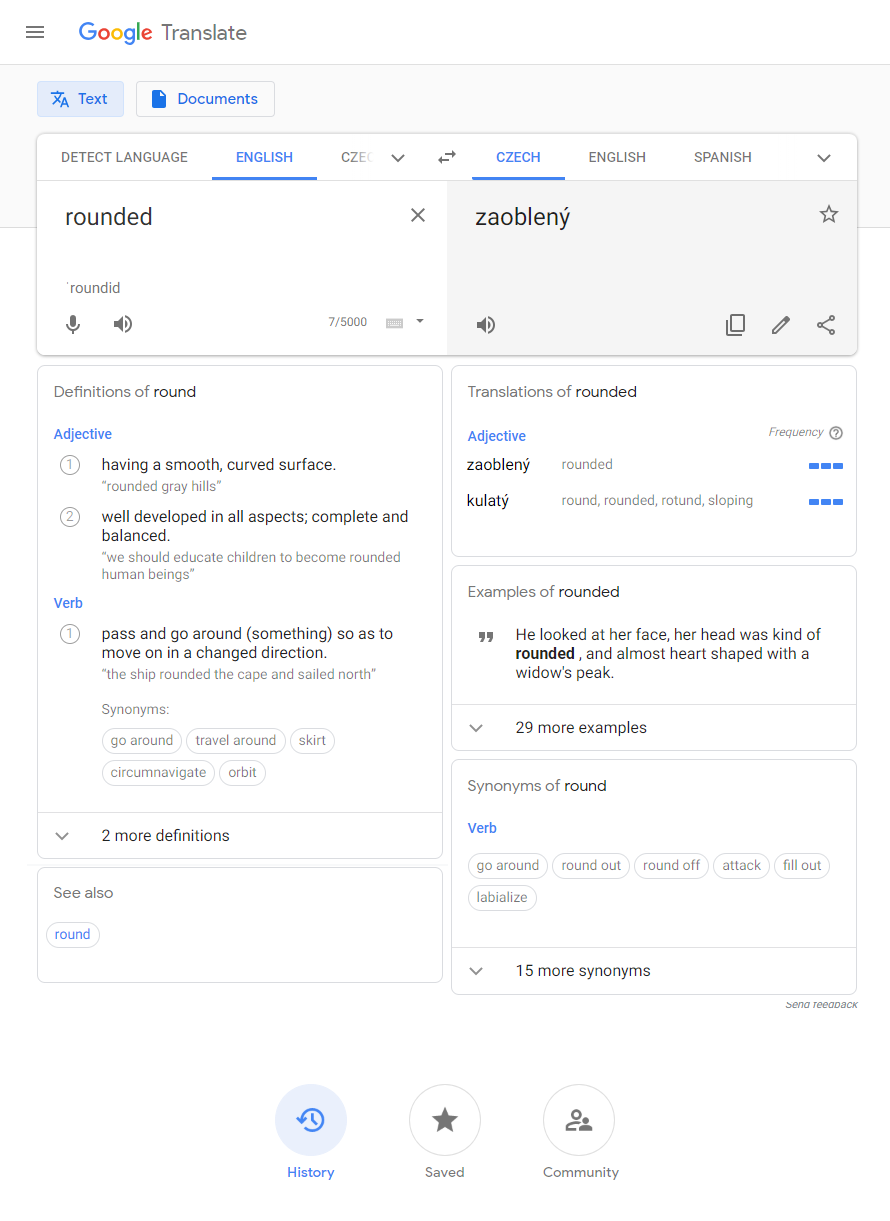 Google Translate
Text
Documents
DETECT LANGUAGE
ENGLISH
CZEC
CZECH
ENGLISH
SPANISH
rounded
zaoblený
ˈroundid
7/5000
Definitions of round
Adjective
1 having a smooth, curved surface.
“rounded gray hills”
2 well developed in all aspects; complete and
balanced.
“we should educate children to become rounded
human beings”
Verb
1 pass and go around (something) so as to
move on in a changed direction.
“the ship rounded the cape and sailed north”
Synonyms:
go around
travel around
skirt
circumnavigate
orbit
2 more definitions
See also
round
Translations of rounded
Adjective
Frequency
zaoblený rounded
kulatý round, rounded, rotund, sloping
Examples of rounded
He looked at her face, her head was kind of
rounded , and almost heart shaped with a
widow's peak.
29 more examples
Synonyms of round
Verb
go around
round out
round off
attack
fill out
labialize
15 more synonyms
Send feedback
History
Saved
Community